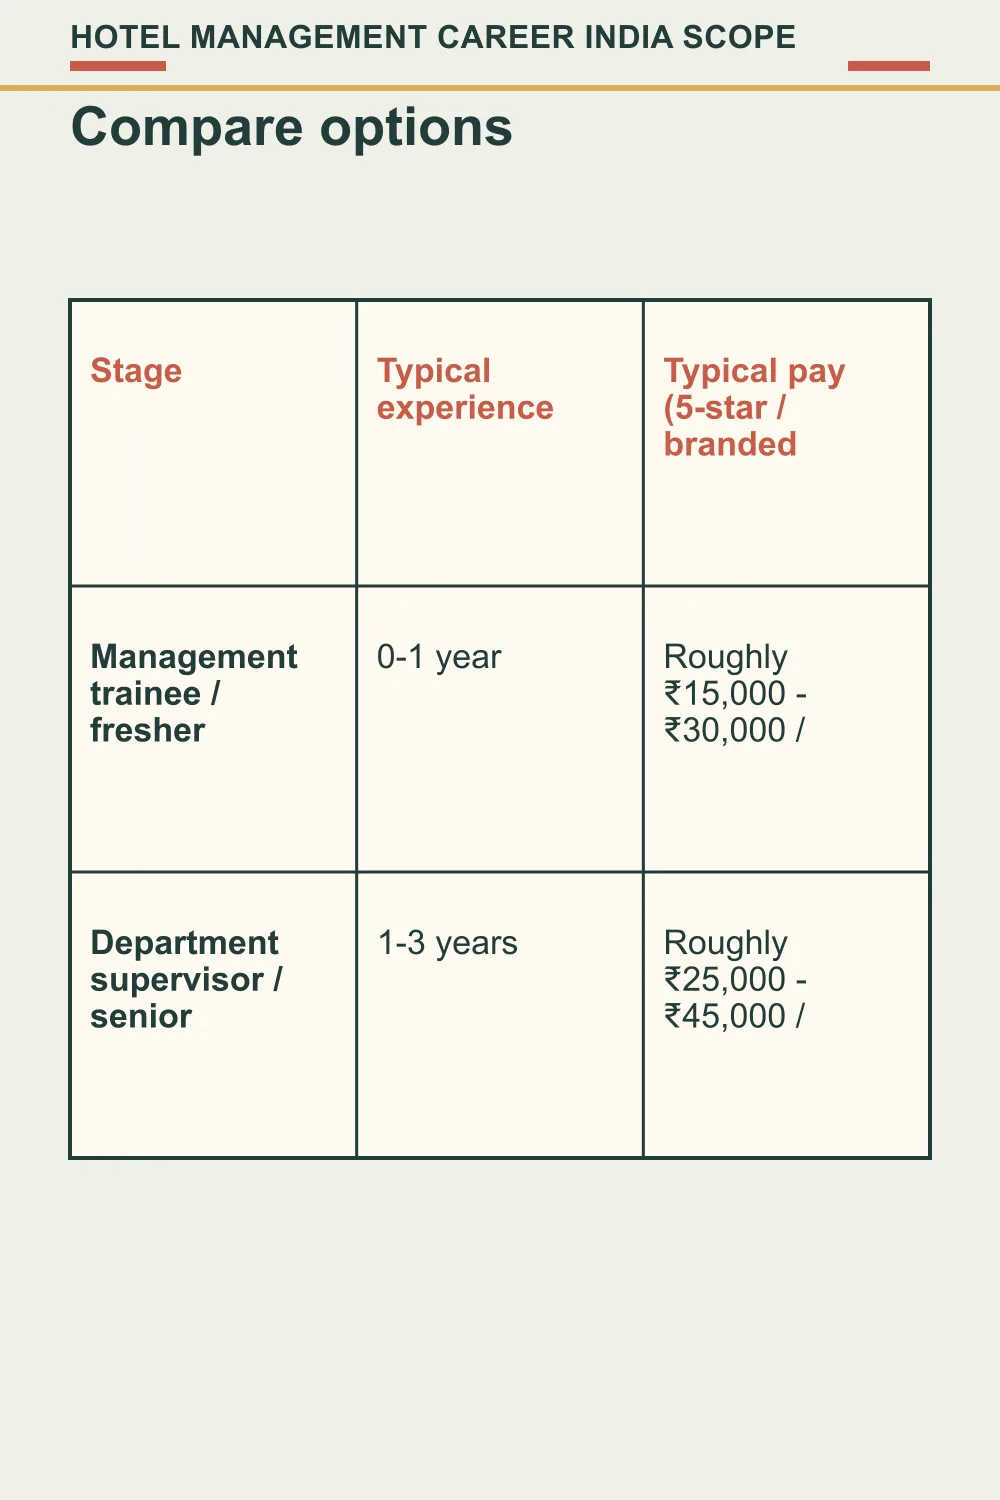 HOTEL MANAGEMENT CAREER INDIA SCOPE
Compare options
Stage
Typical
experience
Typical pay
(5-star /
branded
Management
trainee /
fresher
0-1 year
Roughly
₹15,000 -
₹30,000 /
Department
supervisor /
senior
1-3 years
Roughly
₹25,000 -
₹45,000 /